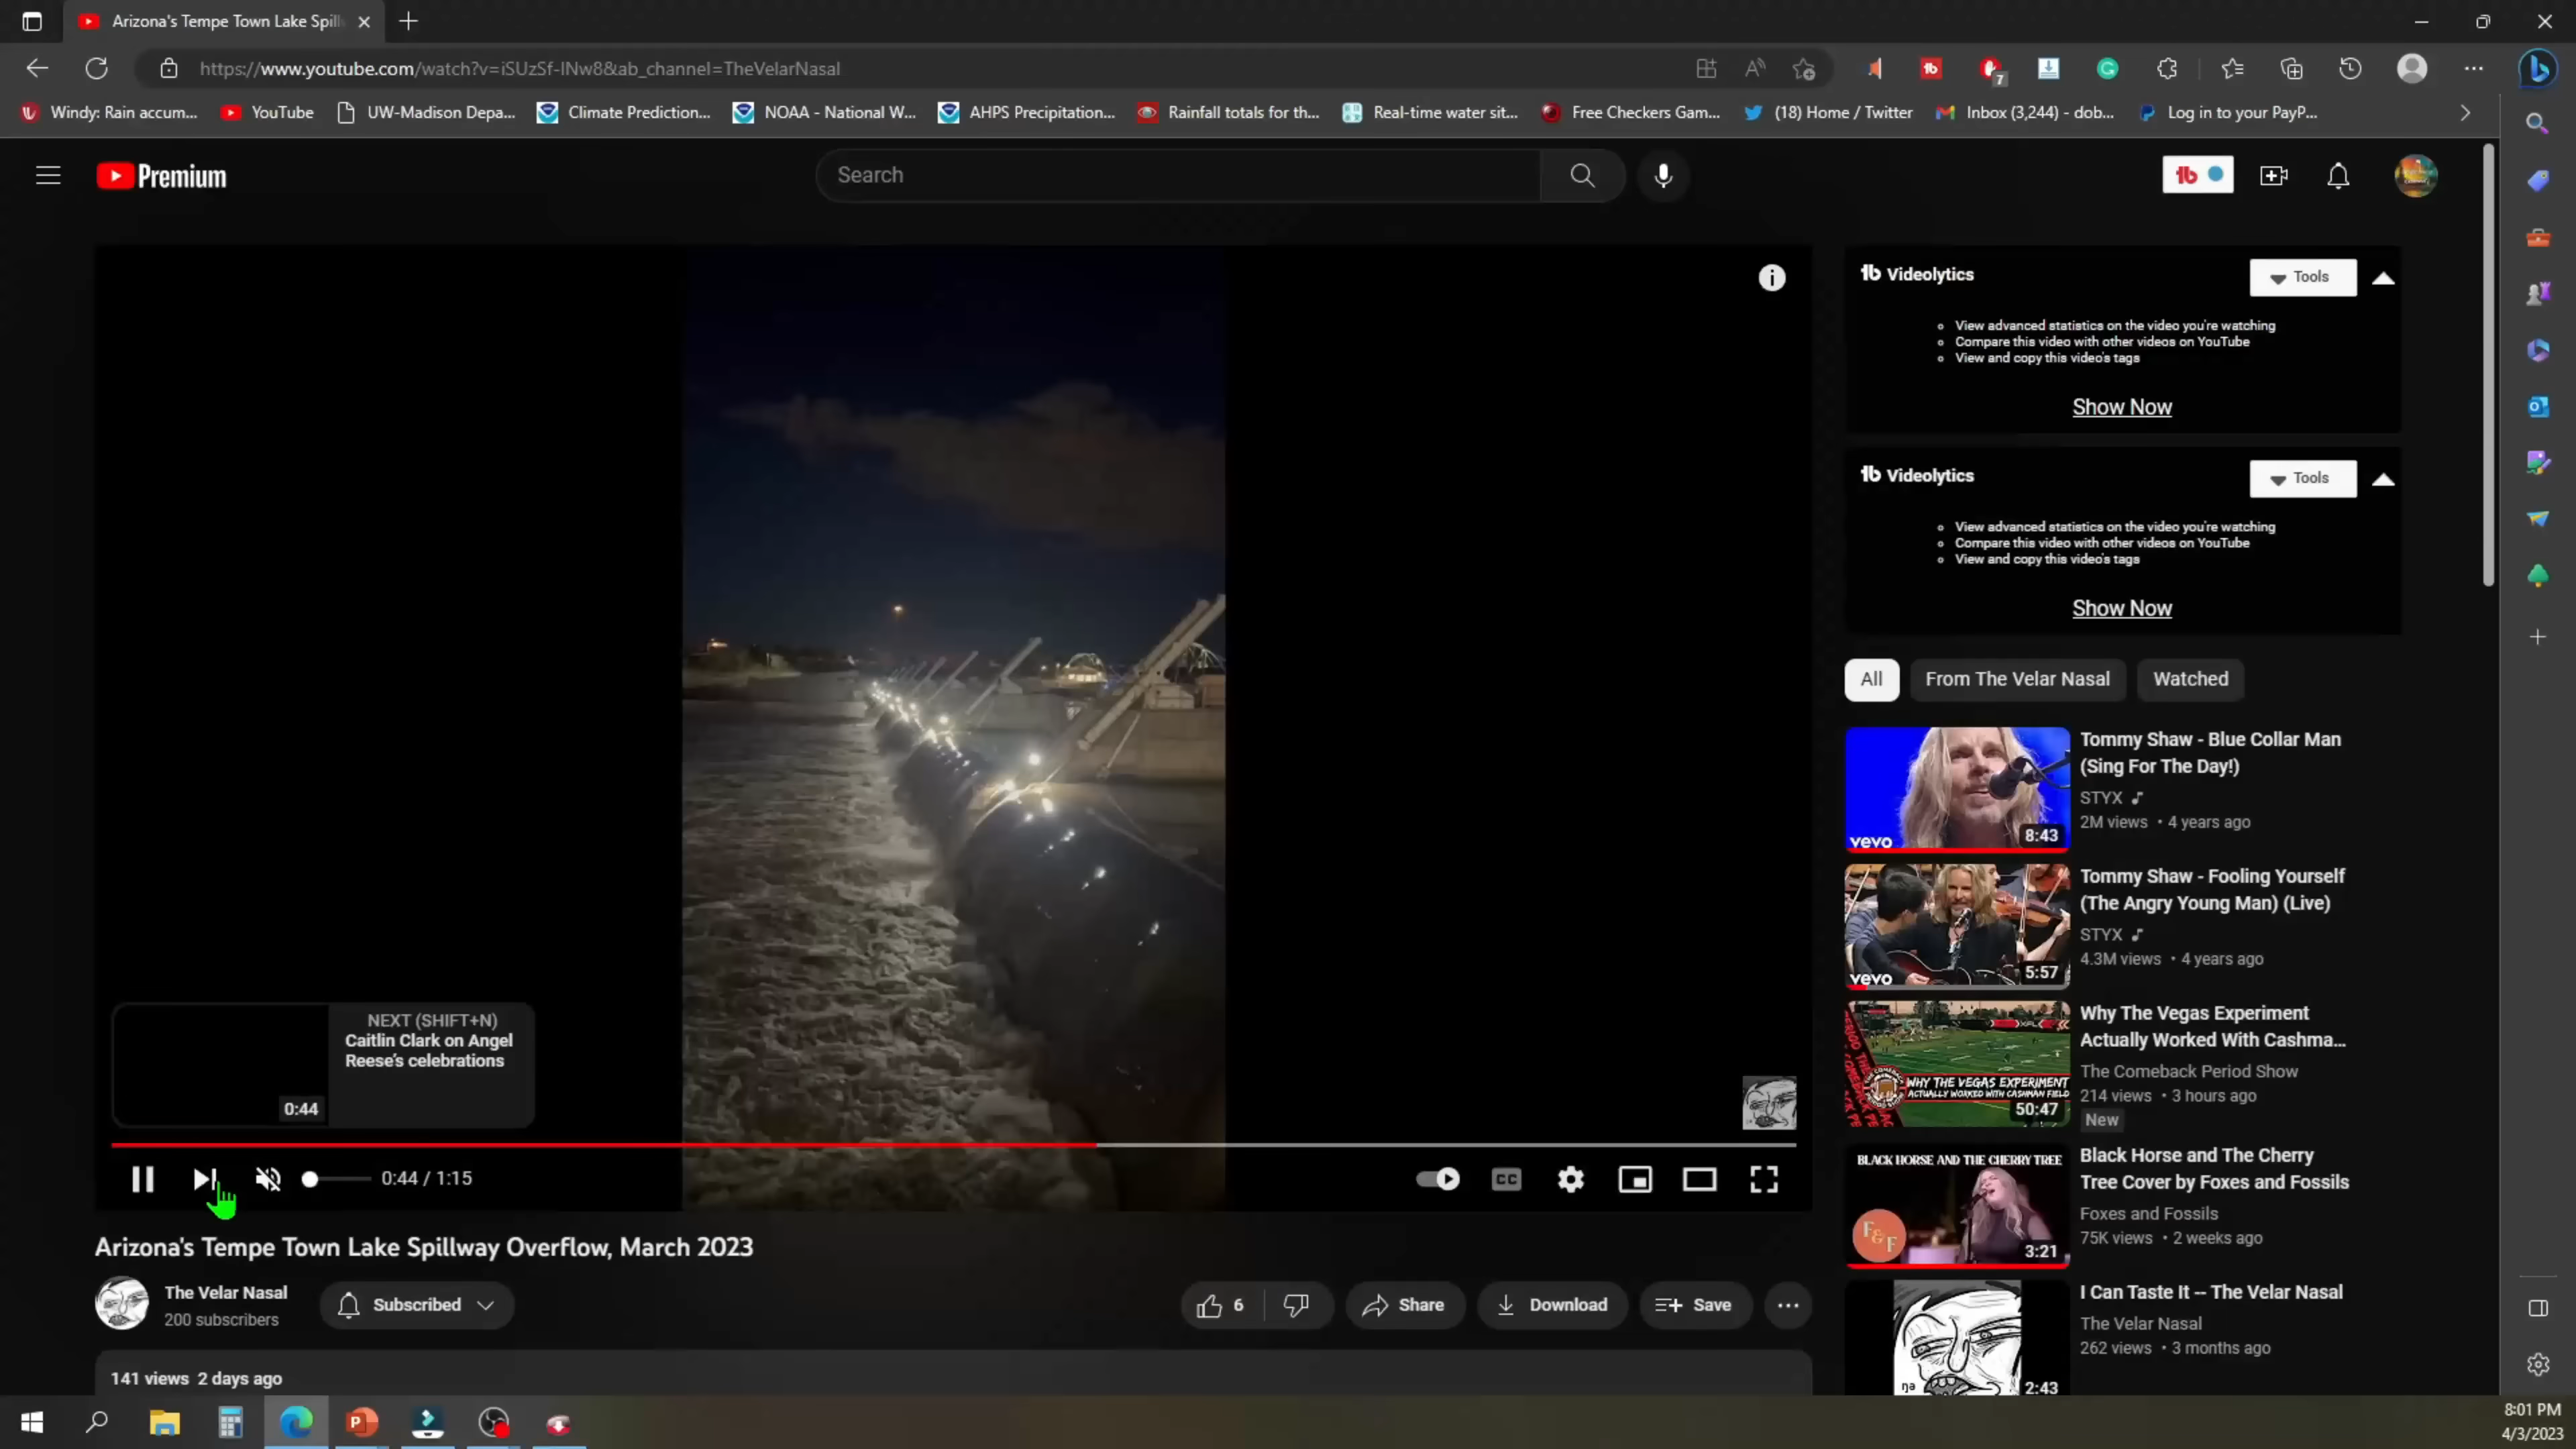 Arizona's Tempe Town Lake Spill
https://www.youtube.com/watch?v=iSUzSf-INw8&ab_channel=TheVelarNasal
7
Windy: Rain accum... YouTube UW-Madison Depa... Climate Prediction... NOAA - National W... AHPS Precipitation... Rainfall totals for th... Real-time water sit... Free Checkers Gam... (18) Home / Twitter Inbox (3,244) - dob... Log in to your PayP...
Premium
Search
tb
Videolytics
Tools
View advanced statistics on the video you're watching
Compare this video with other videos on YouTube
View and copy this video's tags
Show Now
Videolytics
Tools
View advanced statistics on the video you're watching
Compare this video with other videos on YouTube
View and copy this video's tags
Show Now
All From The Velar Nasal Watched
Tommy Shaw - Blue Collar Man
(Sing For The Day!)
STYX
2M views • 4 years ago
vevo
8:43
Tommy Shaw - Fooling Yourself
(The Angry Young Man) (Live)
STYX
4.3M views • 4 years ago
vevo
5:57
Why The Vegas Experiment
Actually Worked With Cashma...
The Comeback Period Show
214 views • 3 hours ago
New
WHY THE VEGAS EXPERIMENT
ACTUALLY WORKED WITH CASHMAN FIELD
50:47
BLACK HORSE AND THE CHERRY TREE
Black Horse and The Cherry
Tree Cover by Foxes and Fossils
Foxes and Fossils
75K views • 2 weeks ago
F&F
3:21
I Can Taste It -- The Velar Nasal
The Velar Nasal
262 views • 3 months ago
ŋa
2:43
NEXT (SHIFT+N)
Caitlin Clark on Angel
Reese's celebrations
0:44
0:44 / 1:15
CC
Arizona's Tempe Town Lake Spillway Overflow, March 2023
The Velar Nasal
200 subscribers
Subscribed
6
Share
Download
Save
141 views 2 days ago
8:01 PM
4/3/2023